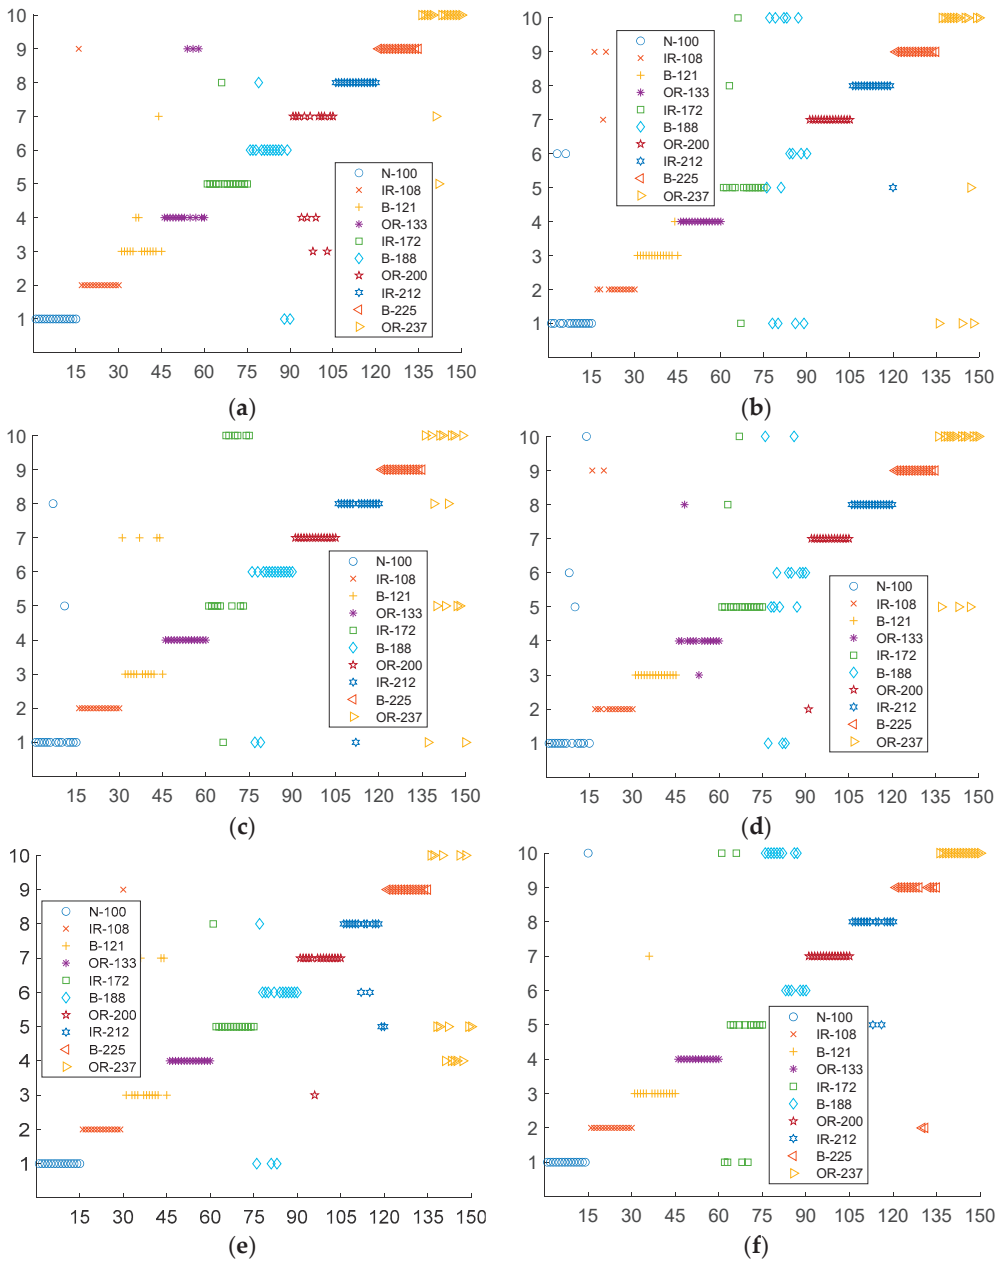 10
9
8
7
6
5
4
3
2
1
N-100
IR-108
B-121
OR-133
IR-172
B-188
OR-200
IR-212
B-225
OR-237
15 30 45 60 75 90 105 120 135 150
(a)
10
9
8
7
6
5
4
3
2
1
N-100
IR-108
B-121
OR-133
IR-172
B-188
OR-200
IR-212
B-225
OR-237
15 30 45 60 75 90 105 120 135 150
(b)
10
9
8
7
6
5
4
3
2
1
N-100
IR-108
B-121
OR-133
IR-172
B-188
OR-200
IR-212
B-225
OR-237
15 30 45 60 75 90 105 120 135 150
(c)
10
9
8
7
6
5
4
3
2
1
N-100
IR-108
B-121
OR-133
IR-172
B-188
OR-200
IR-212
B-225
OR-237
15 30 45 60 75 90 105 120 135 150
(d)
10
9
8
7
6
5
4
3
2
1
N-100
IR-108
B-121
OR-133
IR-172
B-188
OR-200
IR-212
B-225
OR-237
15 30 45 60 75 90 105 120 135 150
(e)
10
9
8
7
6
5
4
3
2
1
N-100
IR-108
B-121
OR-133
IR-172
B-188
OR-200
IR-212
B-225
OR-237
15 30 45 60 75 90 105 120 135 150
(f)